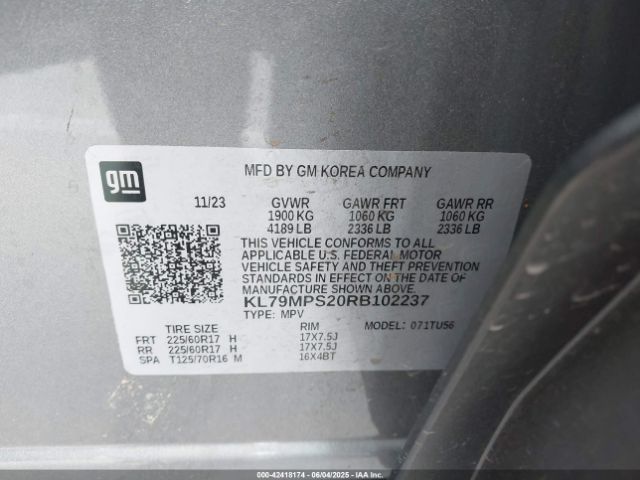 gm
MFD BY GM KOREA COMPANY
11/23 GVWR GAWR FRT GAWR RR
1900 KG 1060 KG 1060 KG
4189 LB 2336 LB 2336 LB
THIS VEHICLE CONFORMS TO ALL
APPLICABLE U.S. FEDERAL MOTOR
VEHICLE SAFETY AND THEFT PREVENTION
STANDARDS IN EFFECT ON THE DATE OF
MANUFACTURE SHOWN ABOVE.
KL79MPS20RB102237
TYPE: MPV MODEL: 071TU56
TIRE SIZE RIM
FRT 225/60R17 H 17X7.5J
RR 225/60R17 H 17X7.5J
SPA T125/70R16 M 16X4BT
000-42418174 | 06/04/2025 | IAAI.COM